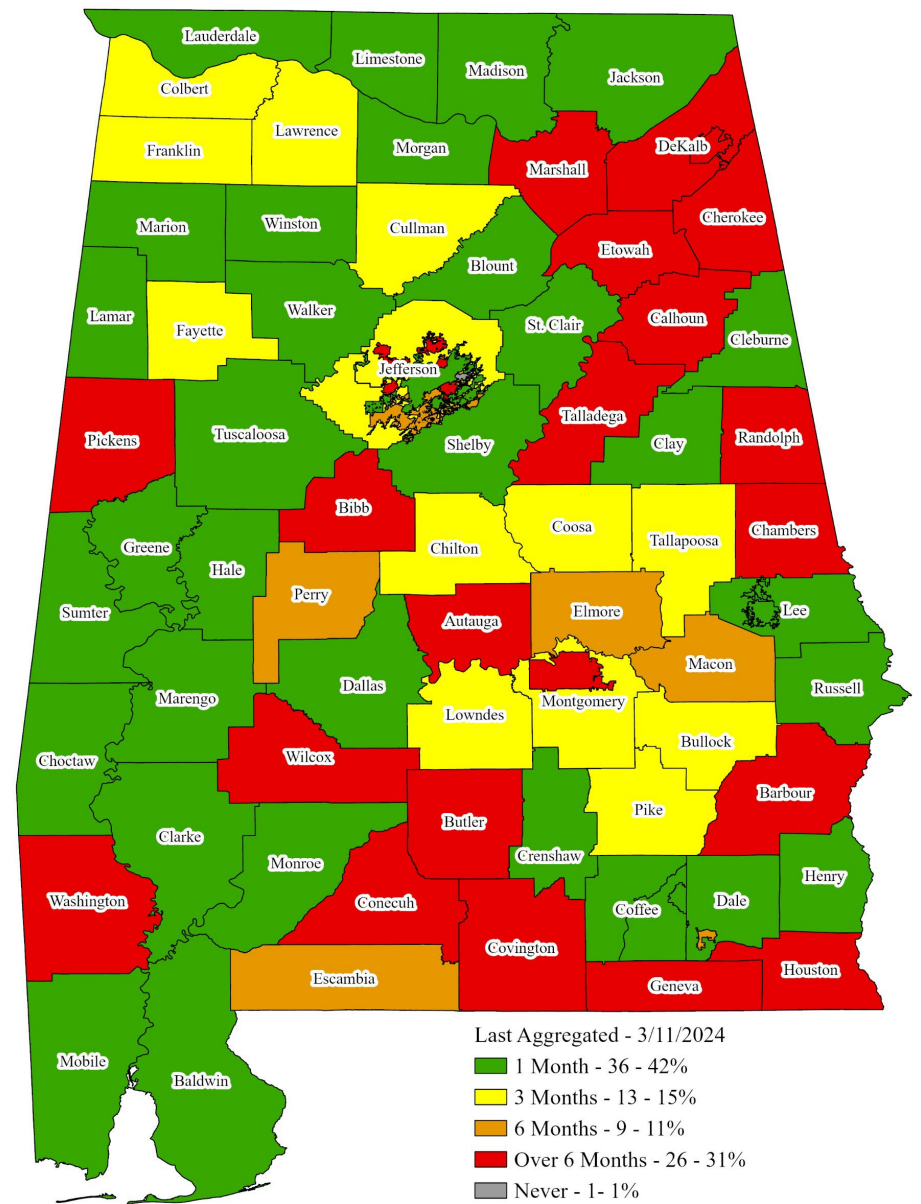 Lauderdale
Limestone
Madison
Jackson
Colbert
Lawrence
Franklin
Morgan
DeKalb
Marshall
Cherokee
Marion
Winston
Cullman
Etowah
Blount
Lamar
Walker
Fayette
St. Clair
Calhoun
Cleburne
Jefferson
Pickens
Tuscaloosa
Talladega
Shelby
Clay
Randolph
Bibb
Coosa
Chambers
Tallapoosa
Chilton
Greene
Hale
Perry
Elmore
Lee
Sumter
Autauga
Macon
Dallas
Russell
Marengo
Montgomery
Lowndes
Bullock
Choctaw
Wilcox
Barbour
Pike
Butler
Clarke
Crenshaw
Monroe
Henry
Washington
Conecuh
Coffee
Dale
Covington
Houston
Escambia
Geneva
Mobile
Baldwin
Last Aggregated - 3/11/2024
1 Month - 36 - 42%
3 Months - 13 - 15%
6 Months - 9 - 11%
Over 6 Months - 26 - 31%
Never - 1- 1%